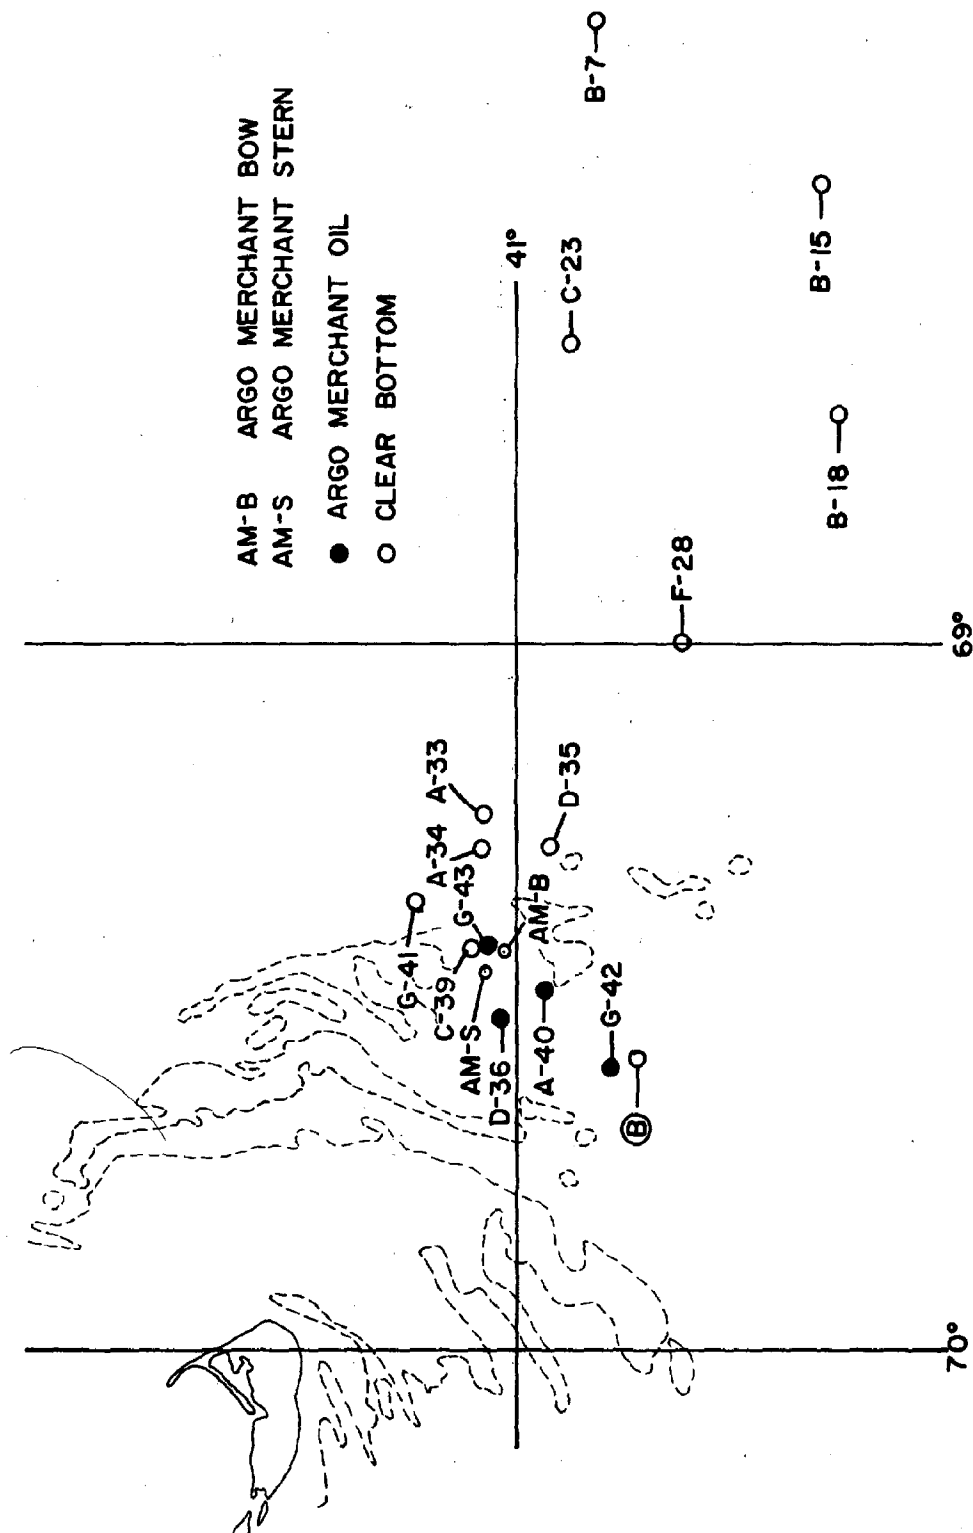 AM-B ARGO MERCHANT BOW
AM-S ARGO MERCHANT STERN
● ARGO MERCHANT OIL
○ CLEAR BOTTOM
B-7
41°
C-23
B-15
B-18
F-28
69°
A-33
A-34
G-43
D-35
G-41
C-39
AM-B
AM-S
D-36
A-40
G-42
B
70°